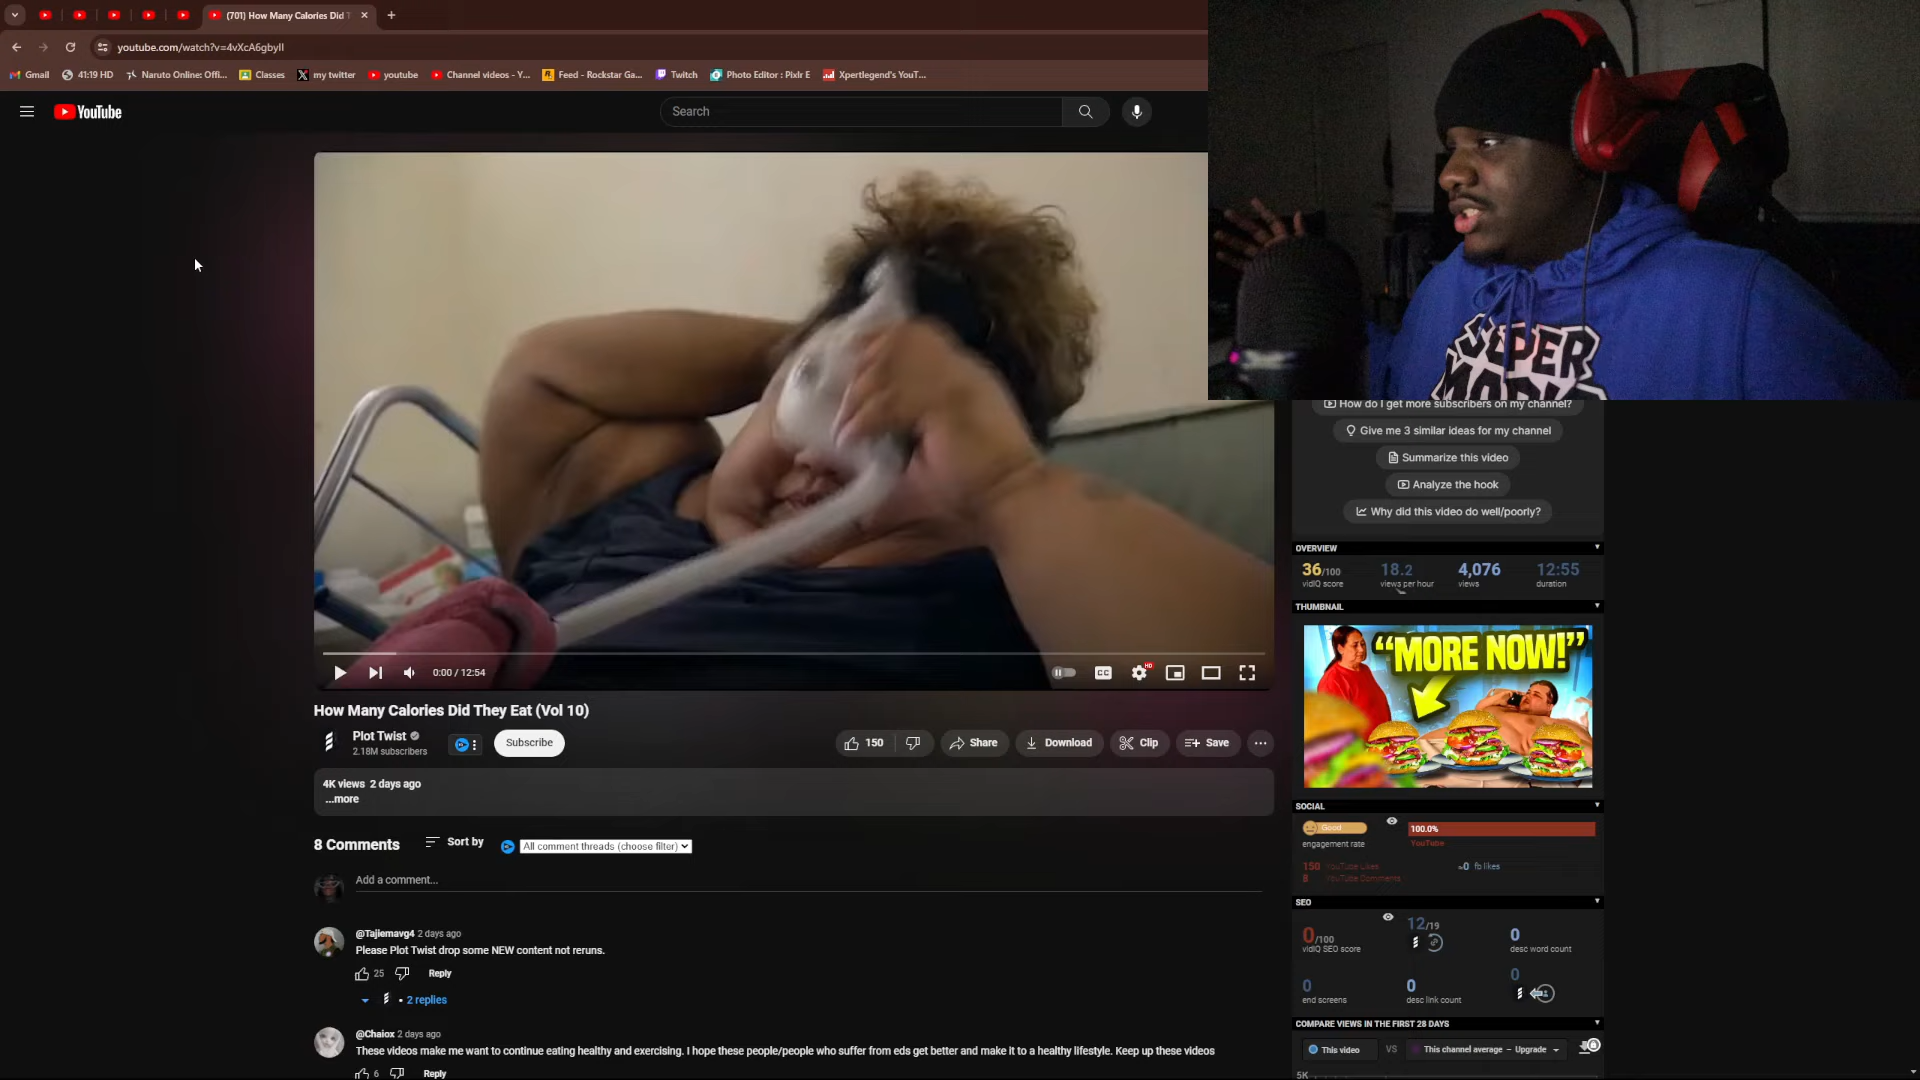 (701) How Many Calories Did T
youtube.com/watch?v=4vXcA6gbyII
Gmail
41:19 HD
Naruto Online: Offi...
Classes
my twitter
youtube
Channel videos - Y...
Feed - Rockstar Ga...
Twitch
Photo Editor : Pixlr E
Xpertlegend's YouT...
YouTube
Search
SUPER
0:00 / 12:54
CC
HD
How Many Calories Did They Eat (Vol 10)
Plot Twist
2.18M subscribers
Subscribe
150
Share
Download
Clip
Save
4K views 2 days ago
...more
8 Comments
Sort by
All comment threads (choose filter)
Add a comment...
@Tajiemavg4 2 days ago
Please Plot Twist drop some NEW content not reruns.
25
Reply
2 replies
@Chaiox 2 days ago
These videos make me want to continue eating healthy and exercising. I hope these people/people who suffer from eds get better and make it to a healthy lifestyle. Keep up these videos
6
Reply
How do I get more subscribers on my channel?
Give me 3 similar ideas for my channel
Summarize this video
Analyze the hook
Why did this video do well/poorly?
OVERVIEW
36/100
vidIQ score
18.2
views per hour
4,076
views
12:55
duration
THUMBNAIL
"MORE NOW!"
SOCIAL
Good
engagement rate
100.0%
YouTube
150 YouTube Likes
8 YouTube Comments
0 fb likes
SEO
0/100
vidIQ SEO score
12/19
0
desc word count
0
end screens
0
desc link count
0
COMPARE VIEWS IN THE FIRST 28 DAYS
This video
VS
This channel average – Upgrade
5K